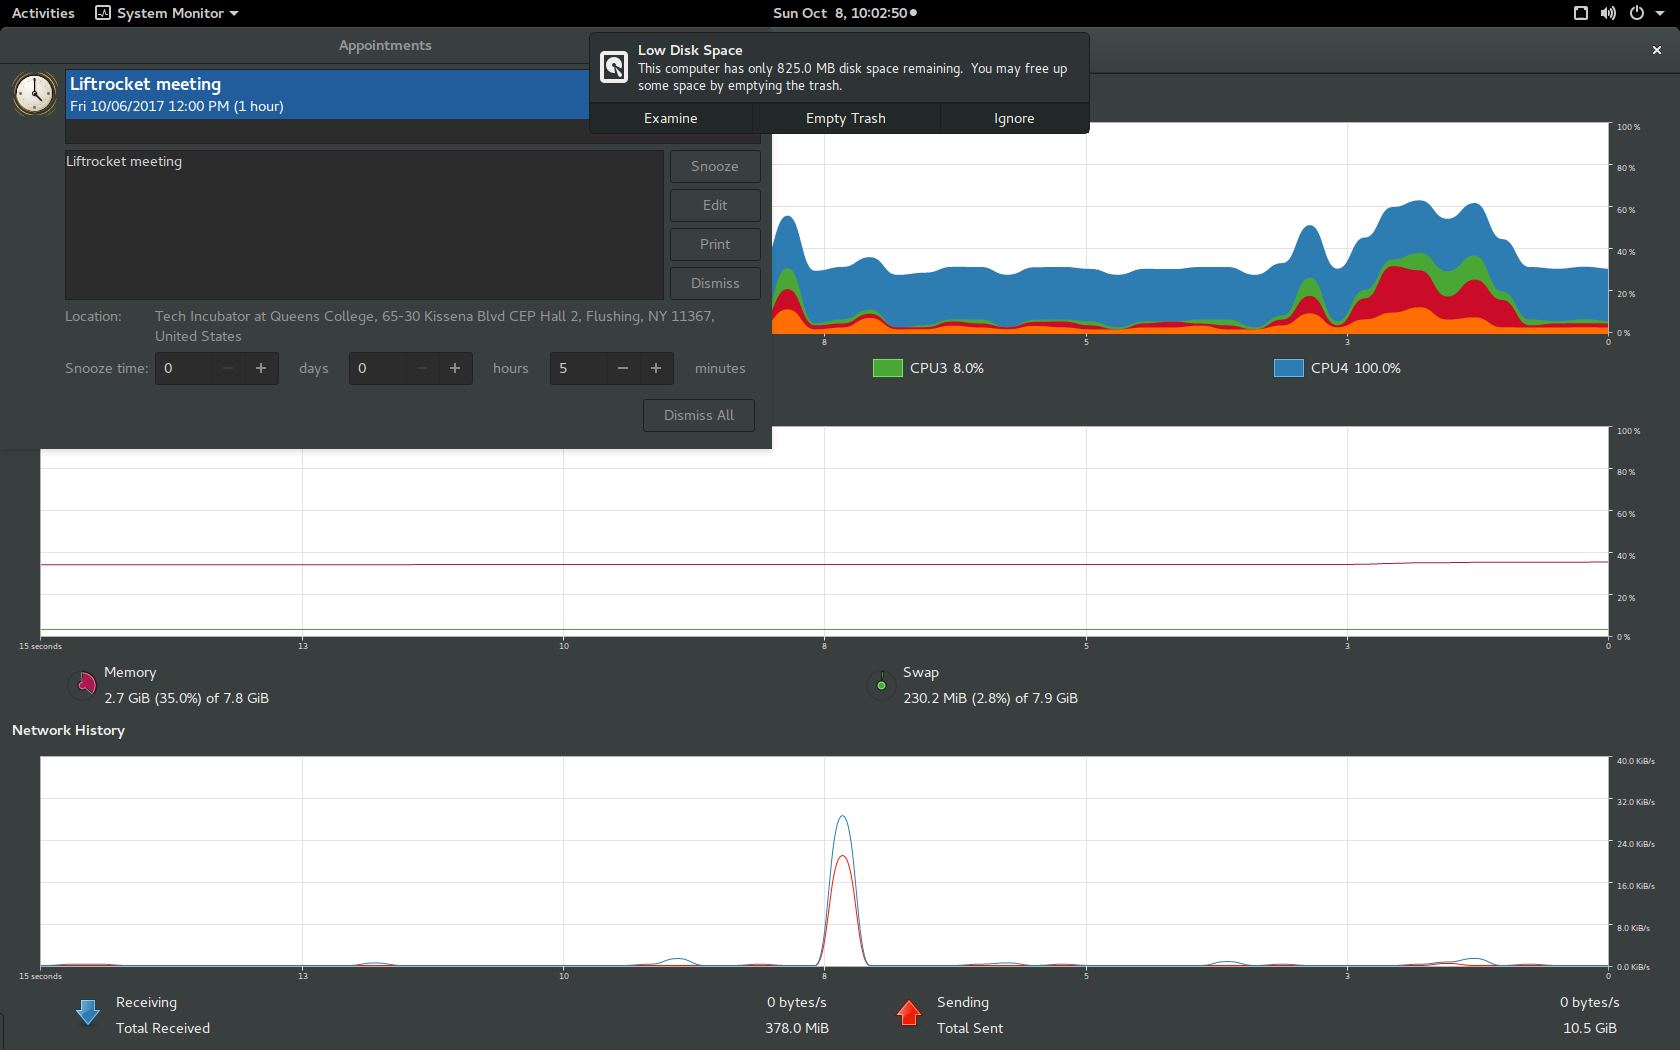 Activities
System Monitor
Sun Oct 8, 10:02:50
Appointments
Liftrocket meeting
Fri 10/06/2017 12:00 PM (1 hour)
Low Disk Space
This computer has only 825.0 MB disk space remaining. You may free up
some space by emptying the trash.
Examine
Empty Trash
Ignore
Liftrocket meeting
Snooze
Edit
Print
Dismiss
Location:
Tech Incubator at Queens College, 65-30 Kissena Blvd CEP Hall 2, Flushing, NY 11367,
United States
Snooze time:
0
days
0
hours
5
minutes
Dismiss All
100 %
80 %
60 %
40 %
20 %
0 %
8
5
3
0
CPU3 8.0%
CPU4 100.0%
100 %
80 %
60 %
40 %
20 %
0 %
15 seconds
13
10
8
5
3
0
Memory
2.7 GiB (35.0%) of 7.8 GiB
Swap
230.2 MiB (2.8%) of 7.9 GiB
Network History
40.0 KiB/s
32.0 KiB/s
24.0 KiB/s
16.0 KiB/s
8.0 KiB/s
0.0 KiB/s
15 seconds
13
10
8
5
3
0
Receiving
0 bytes/s
Total Received
378.0 MiB
Sending
0 bytes/s
Total Sent
10.5 GiB